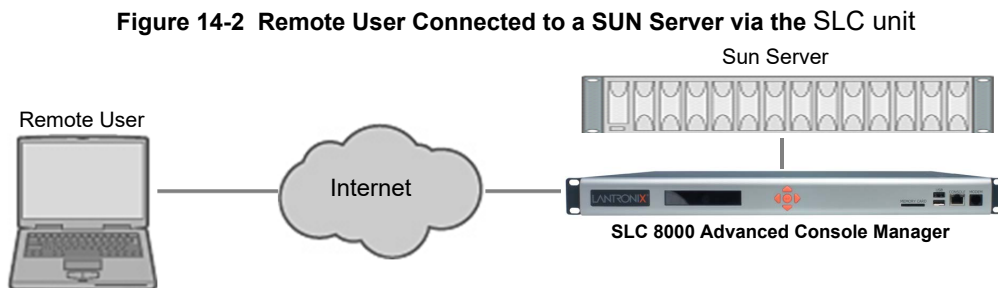 Figure 14-2 Remote User Connected to a SUN Server via the SLC unit
Sun Server
Remote User
Internet
LANTRONIX
SLC 8000 Advanced Console Manager